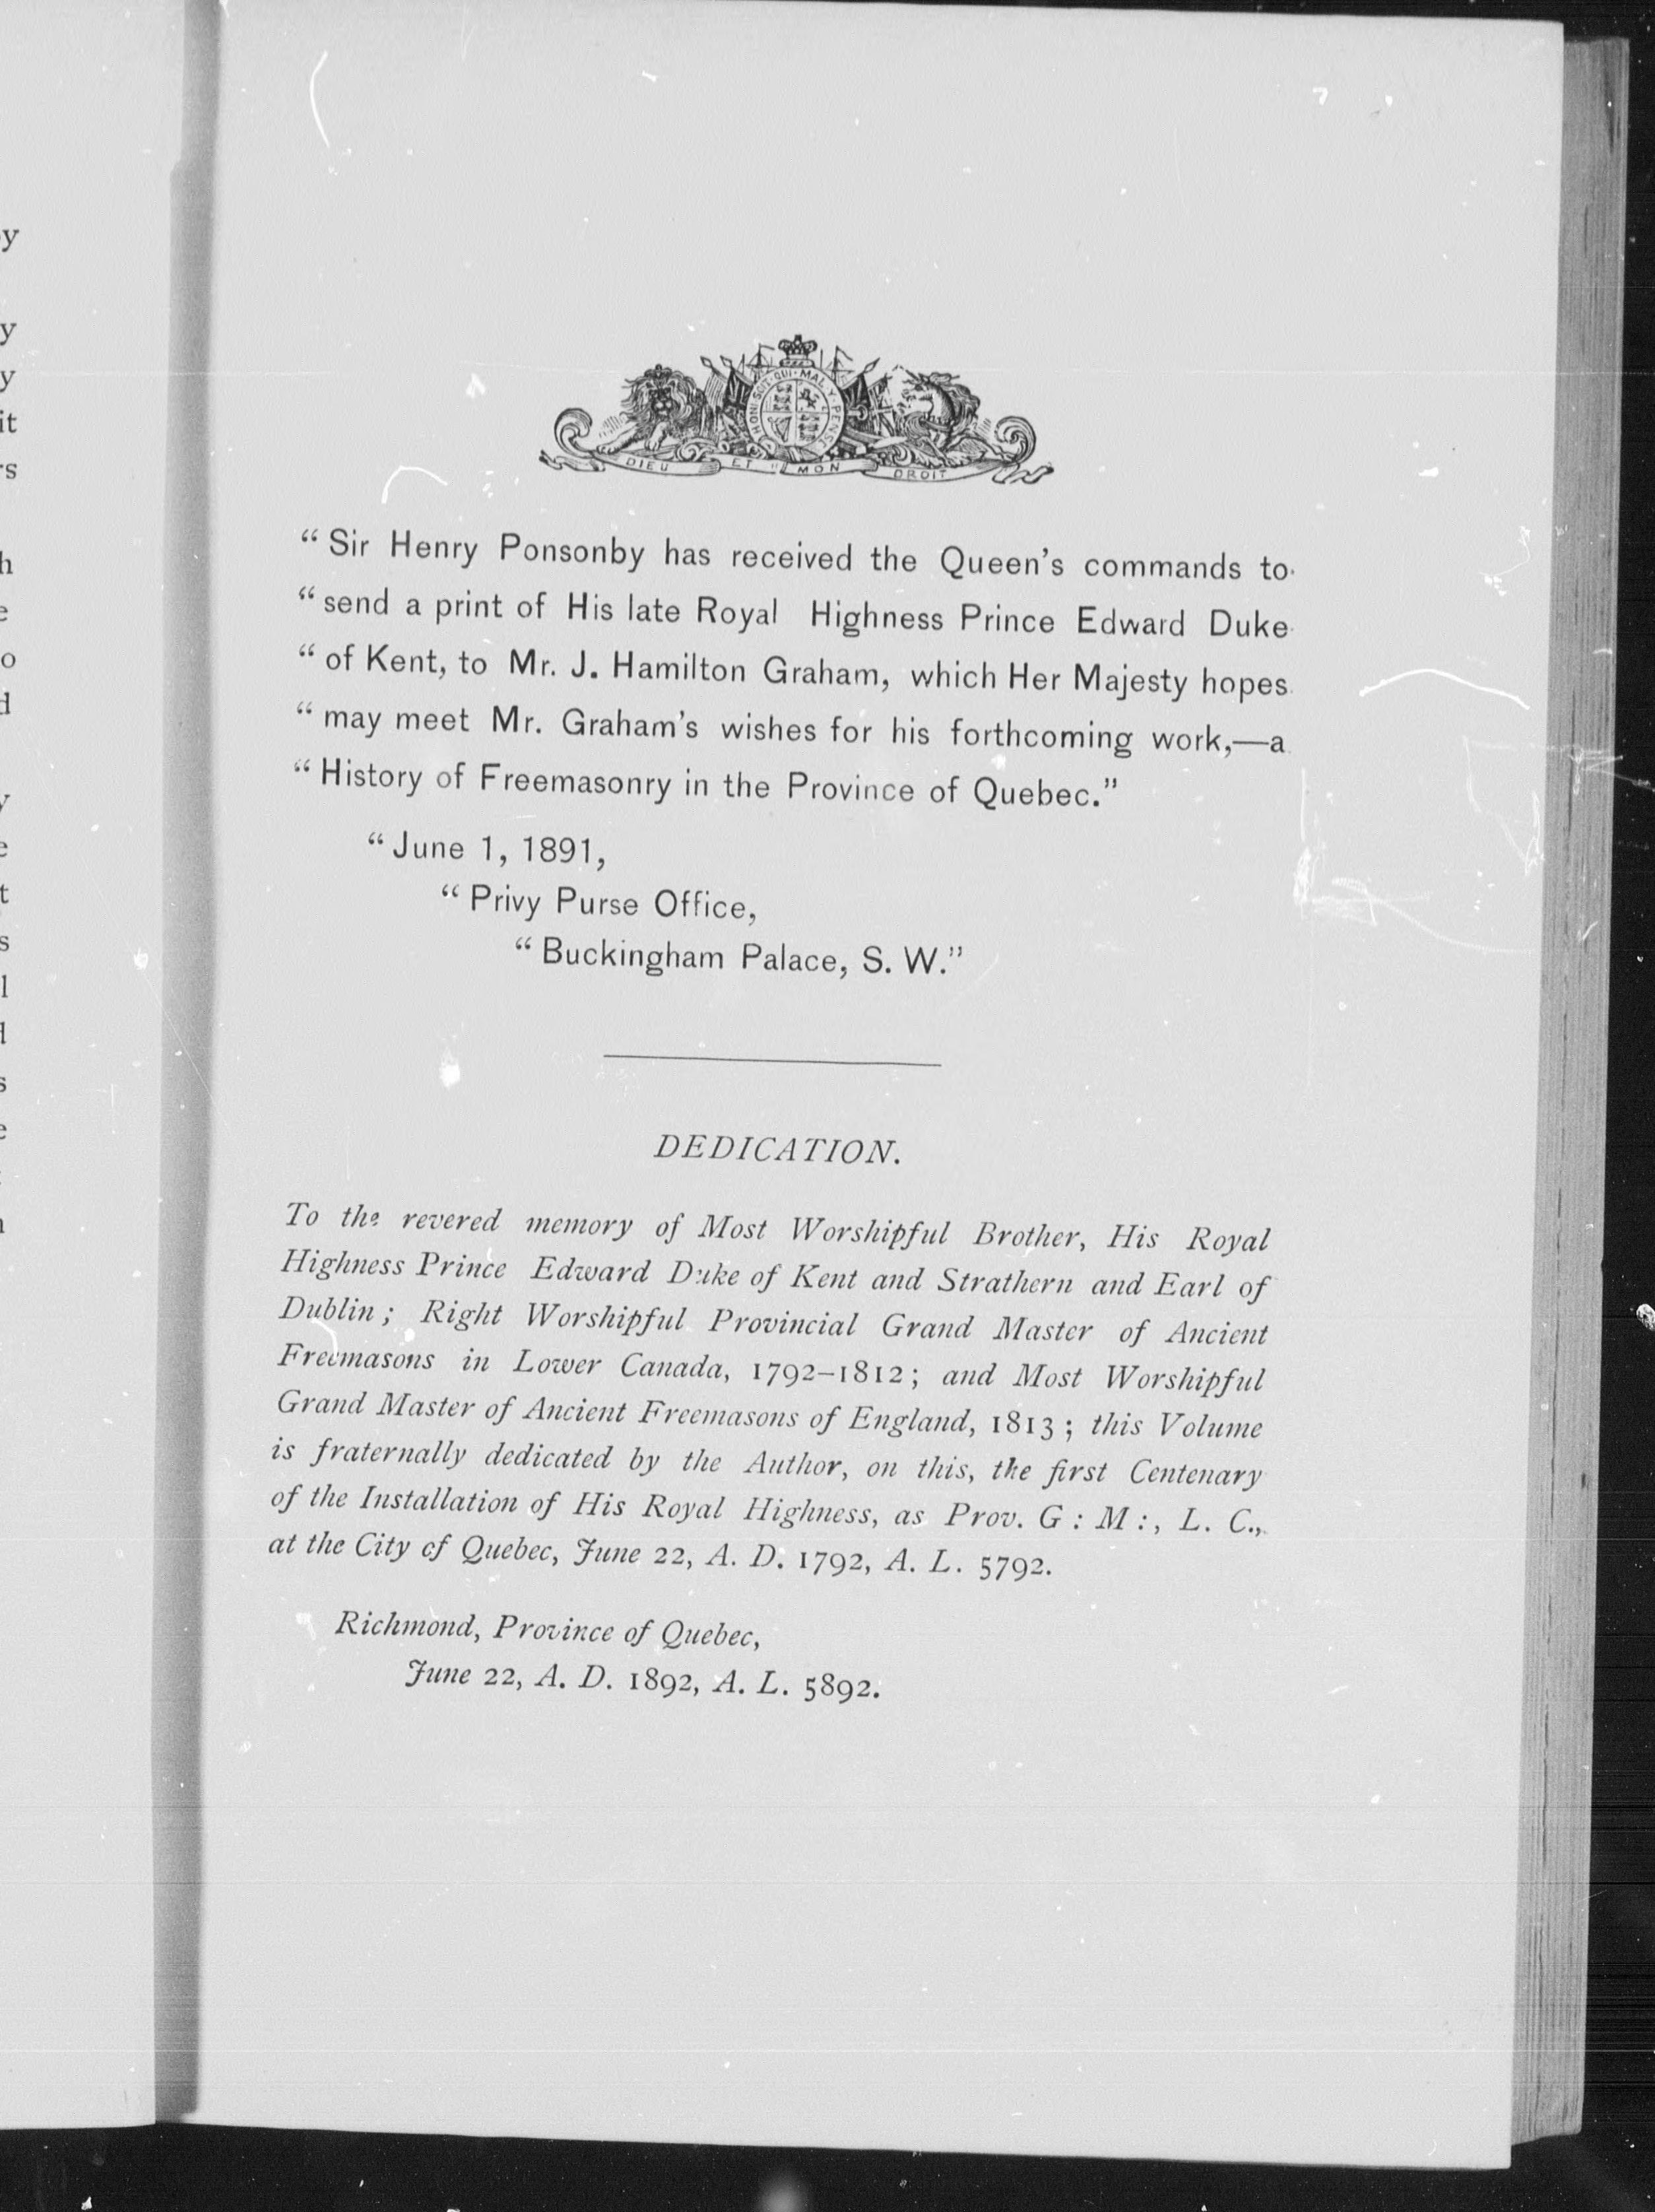 HONI·SOIT·QUI·MAL·Y·PENSE
DIEU ET MON DROIT
“Sir Henry Ponsonby has received the Queen’s commands to
“send a print of His late Royal Highness Prince Edward Duke
“of Kent, to Mr. J. Hamilton Graham, which Her Majesty hopes
“may meet Mr. Graham’s wishes for his forthcoming work,—a
“History of Freemasonry in the Province of Quebec.”
“June 1, 1891,
“Privy Purse Office,
“Buckingham Palace, S. W.”
DEDICATION.
To the revered memory of Most Worshipful Brother, His Royal
Highness Prince Edward Duke of Kent and Strathern and Earl of
Dublin; Right Worshipful Provincial Grand Master of Ancient
Freemasons in Lower Canada, 1792–1812; and Most Worshipful
Grand Master of Ancient Freemasons of England, 1813; this Volume
is fraternally dedicated by the Author, on this, the first Centenary
of the Installation of His Royal Highness, as Prov. G : M :, L. C.,
at the City of Quebec, June 22, A. D. 1792, A. L. 5792.
Richmond, Province of Quebec,
June 22, A. D. 1892, A. L. 5892.